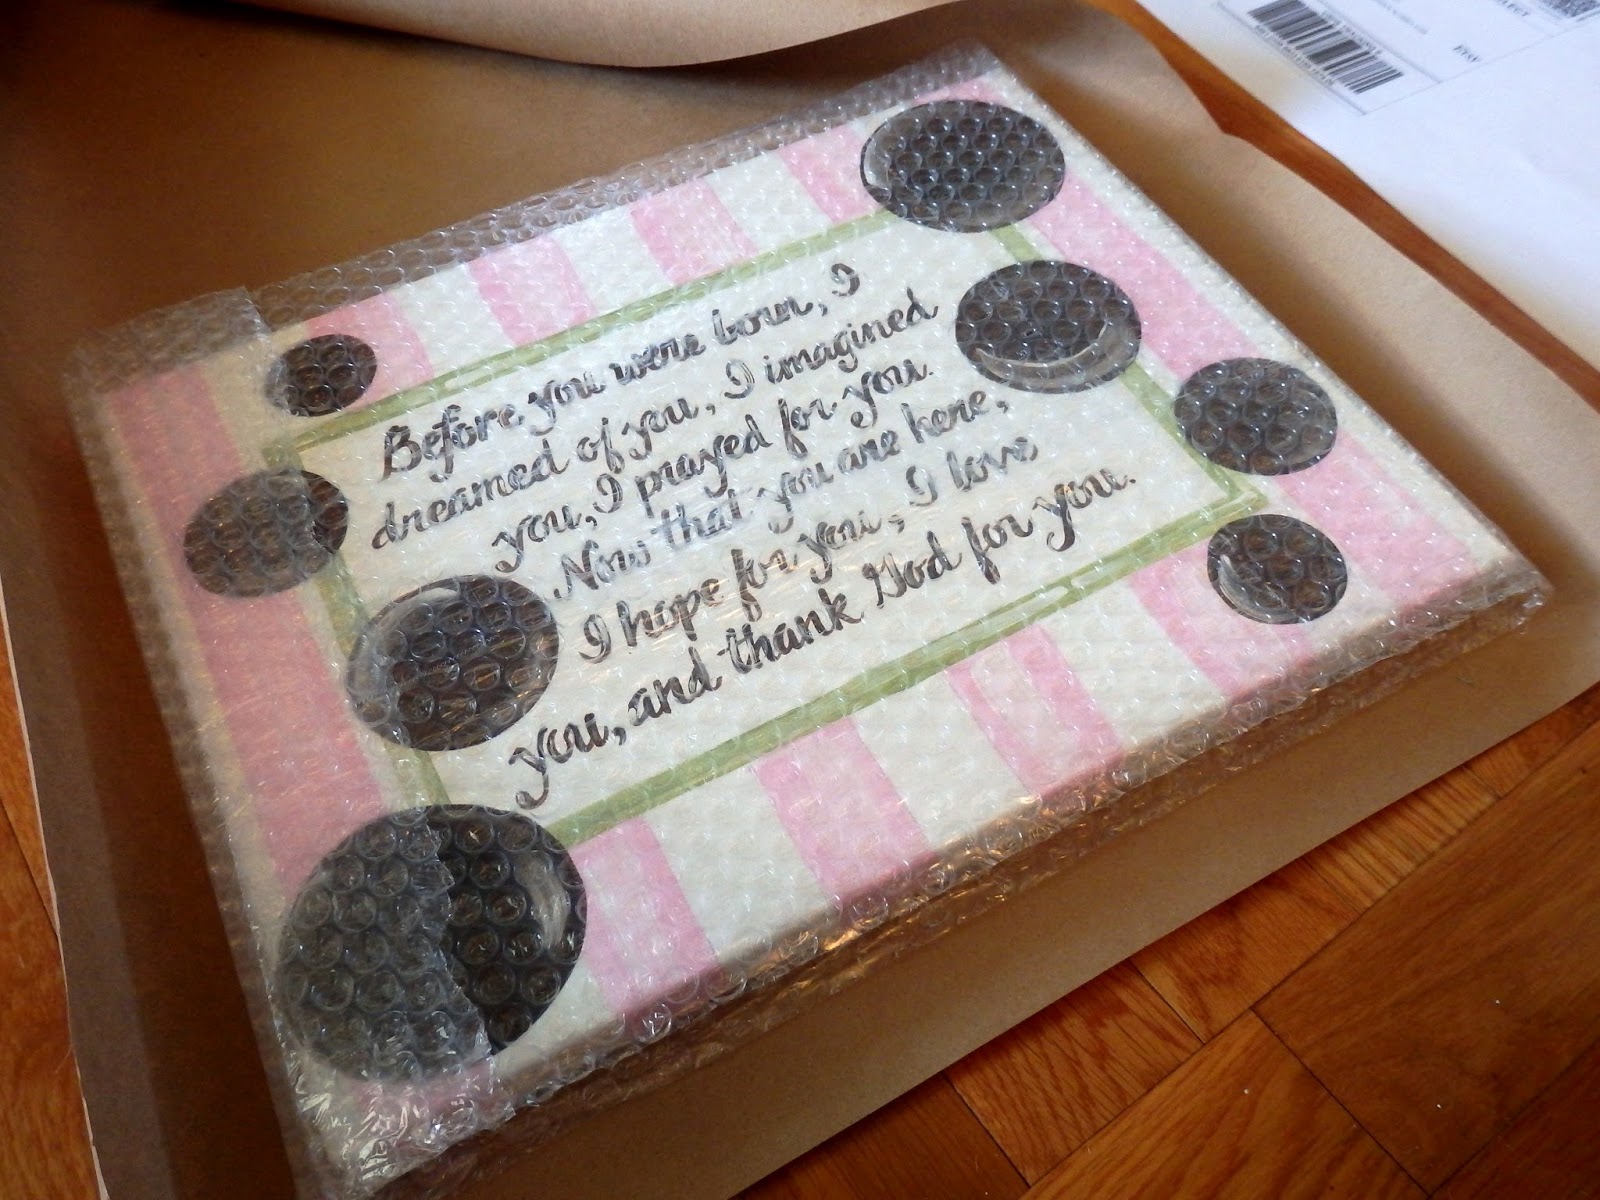 Before you were born, I
dreamed of you, I imagined
you, I prayed for you.
Now that you are here,
I hope for you, I love
you, and thank God for you.